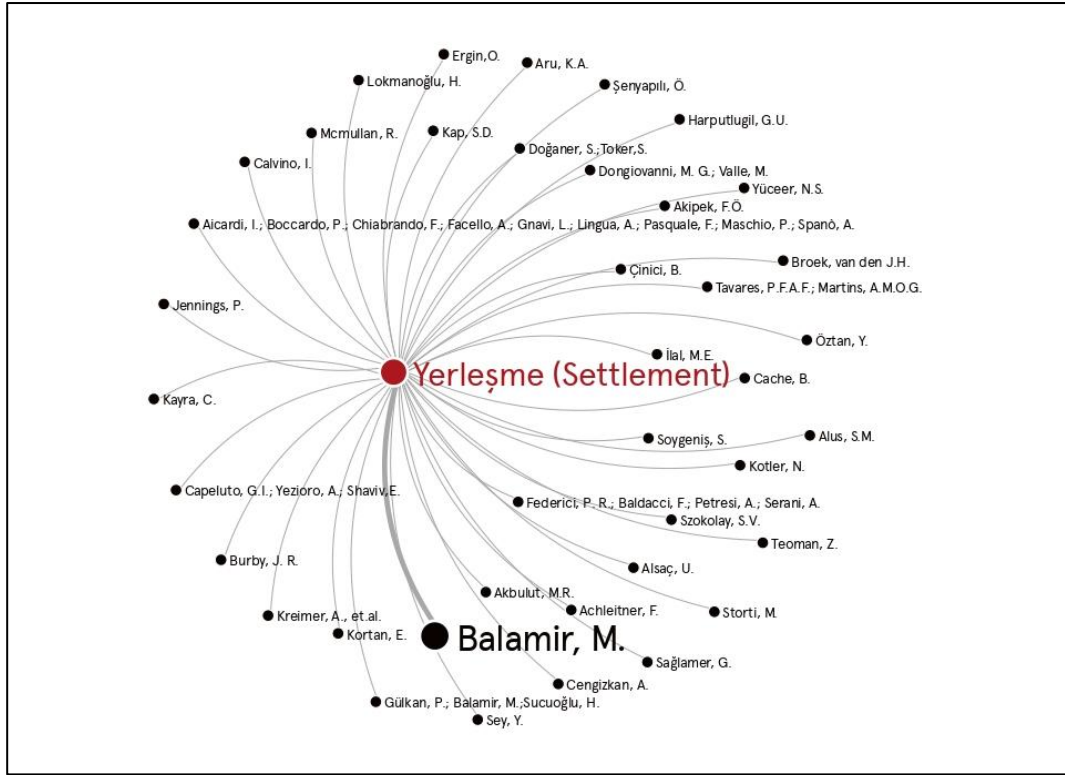 Ergin,O.
Aru, K.A.
Lokmanoğlu, H.
Şenyapılı, Ö.
Harputlugil, G.U.
Mcmullan, R.
Kap, S.D.
Doğaner, S.;Toker,S.
Calvino, I.
Dongiovanni, M. G.; Valle, M.
Yüceer, N.S.
Akipek, F.Ö.
Aicardi, I.; Boccardo, P.; Chiabrando, F.; Facello, A.; Gnavi, L.; Lingua, A.; Pasquale, F.; Maschio, P.; Spanò, A.
Broek, van den J.H.
Çinici, B.
Tavares, P.F.A.F.; Martins, A.M.O.G.
Jennings, P.
Öztan, Y.
İlal, M.E.
Yerleşme (Settlement)
Cache, B.
Kayra, C.
Alus, S.M.
Soygeniş, S.
Kotler, N.
Capeluto, G.I.; Yezioro, A.; Shaviv,E.
Federici, P. R.; Baldacci, F.; Petresi, A.; Serani, A.
Szokolay, S.V.
Teoman, Z.
Burby, J. R.
Alsaç, U.
Akbulut, M.R.
Achleitner, F.
Storti, M.
Kreimer, A., et.al.
Kortan, E.
Balamir, M.
Sağlamer, G.
Cengizkan, A.
Gülkan, P.; Balamir, M.;Sucuoğlu, H.
Sey, Y.